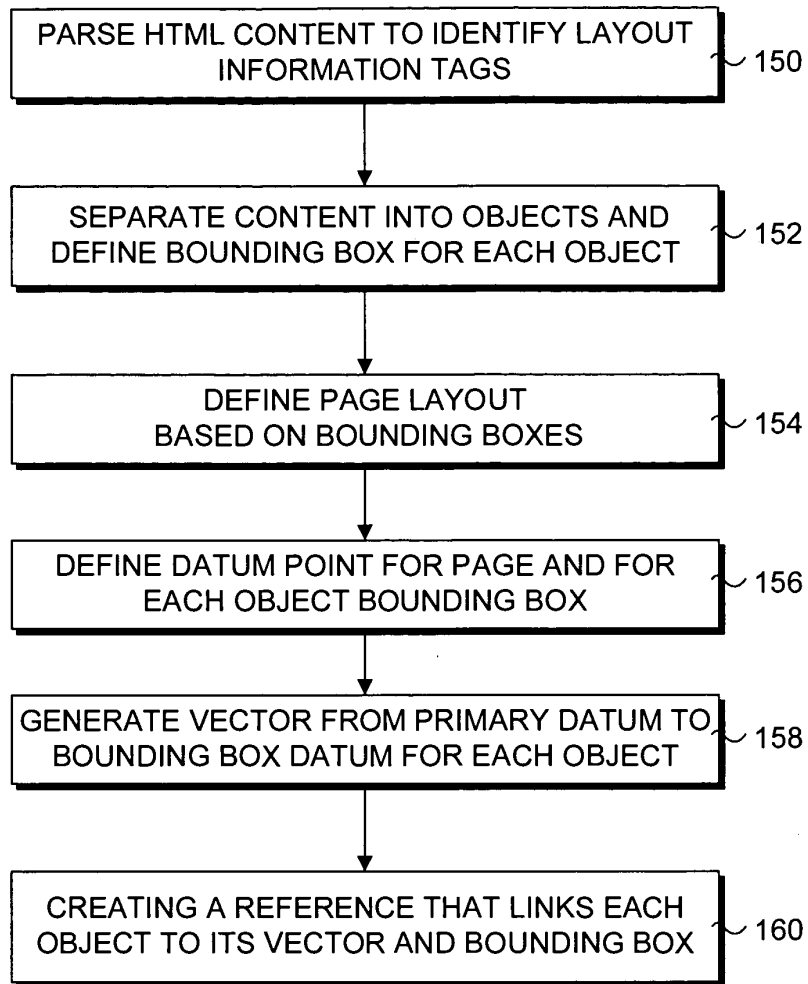 PARSE HTML CONTENT TO IDENTIFY LAYOUT
INFORMATION TAGS
150
SEPARATE CONTENT INTO OBJECTS AND
DEFINE BOUNDING BOX FOR EACH OBJECT
152
DEFINE PAGE LAYOUT
BASED ON BOUNDING BOXES
154
DEFINE DATUM POINT FOR PAGE AND FOR
EACH OBJECT BOUNDING BOX
156
GENERATE VECTOR FROM PRIMARY DATUM TO
BOUNDING BOX DATUM FOR EACH OBJECT
158
CREATING A REFERENCE THAT LINKS EACH
OBJECT TO ITS VECTOR AND BOUNDING BOX
160